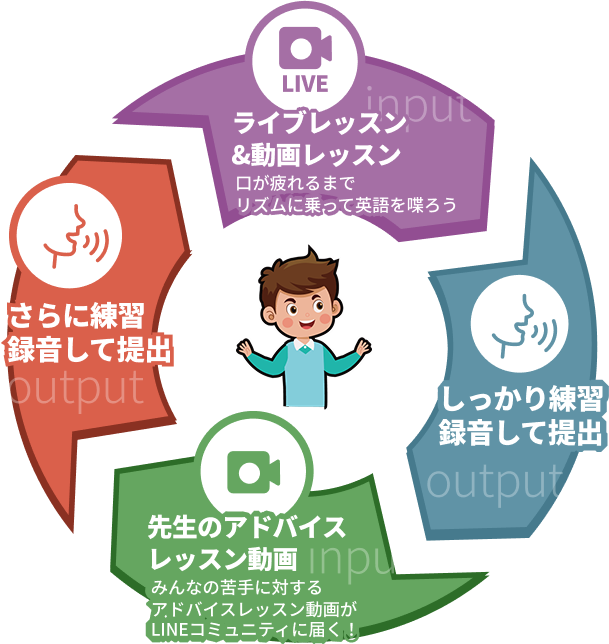 LIVE
input
ライブレッスン
&動画レッスン
口が疲れるまで
リズムに乗って英語を喋ろう
しっかり練習
録音して提出
output
先生のアドバイス
レッスン動画
input
みんなの苦手に対する
アドバイスレッスン動画が
LINEコミュニティに届く!
さらに練習
録音して提出
output